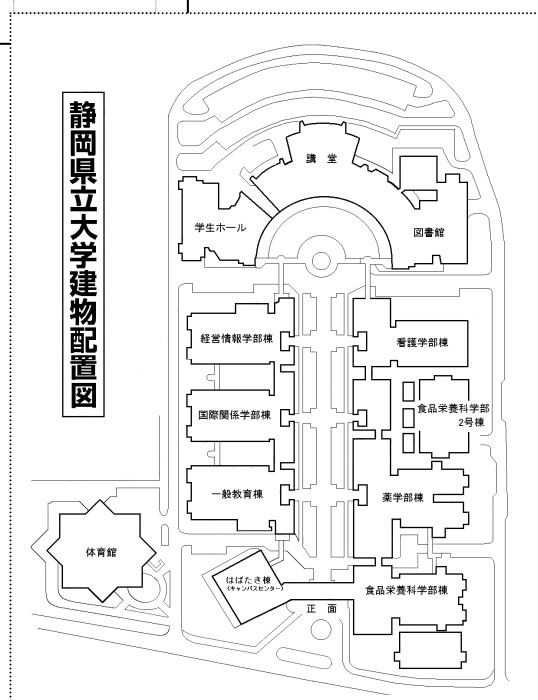 静岡県立大学建物配置図
講堂
学生ホール
図書館
経営情報学部棟
看護学部棟
国際関係学部棟
食品栄養科学部
2号棟
一般教育棟
薬学部棟
体育館
はばたき棟
(キャンパスセンター)
食品栄養科学部棟
正面